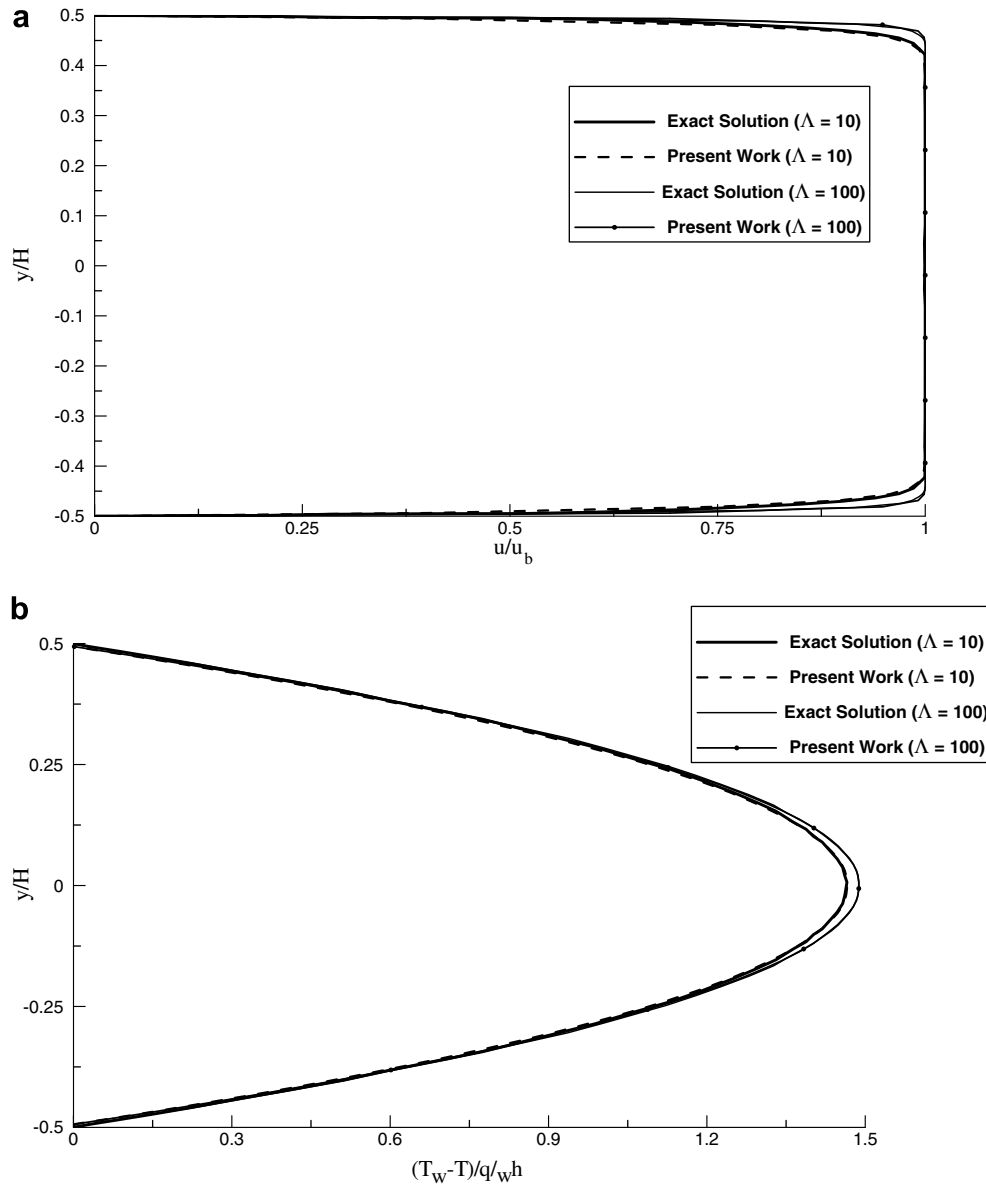 a
0.5
0.4
0.5
0.2
0.5
0
-0.1
-0.2
-0.3
-0.4
-0.5
y/H
0
0.25
0.5
0.75
1
u/u_b
Exact Solution (Λ = 10)
Present Work (Λ = 10)
Exact Solution (Λ = 100)
Present Work (Λ = 100)
b
0.5
0.25
0
-0.25
-0.5
y/H
0
0.3
0.6
0.9
1.2
1.5
(T_w-T)/q/_wh
Exact Solution (Λ = 10)
Present Work (Λ = 10)
Exact Solution (Λ = 100)
Present Work (Λ = 100)